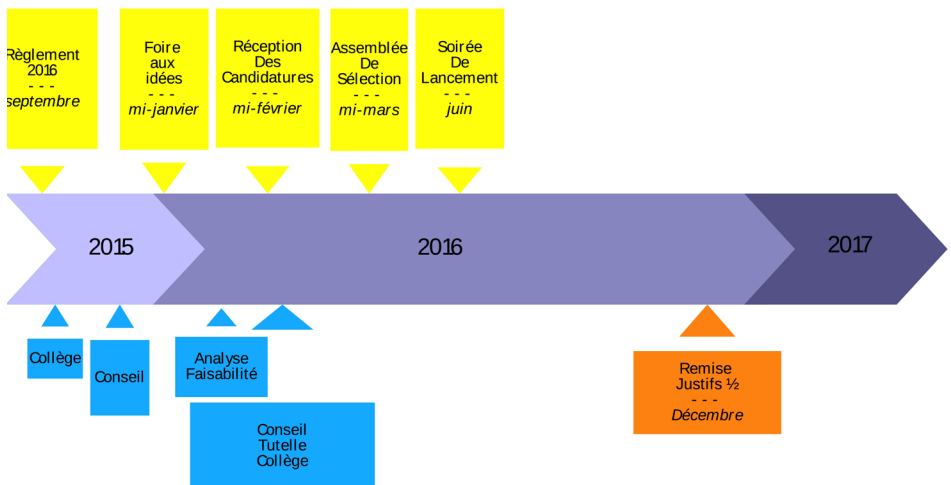 Règlement
2016
- - -
septembre
Foire
aux
idées
- - -
mi-janvier
Réception
Des
Candidatures
- - -
mi-février
Assemblée
De
Sélection
- - -
mi-mars
Soirée
De
Lancement
- - -
juin
2015
2016
2017
Collège
Conseil
Analyse
Faisabilité
Conseil
Tutelle
Collège
Remise
Justifs ½
- - -
Décembre